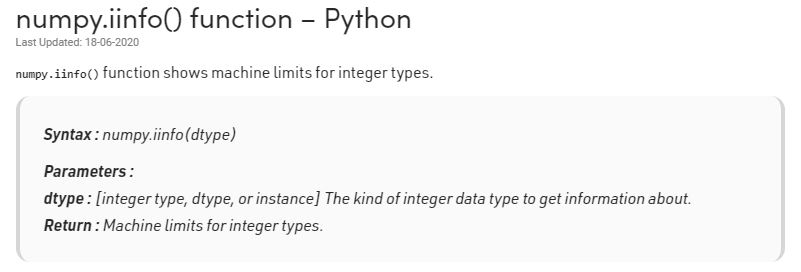 numpy.iinfo() function – Python
Last Updated: 18-06-2020
numpy.iinfo() function shows machine limits for integer types.
Syntax : numpy.iinfo(dtype)
Parameters :
dtype : [integer type, dtype, or instance] The kind of integer data type to get information about.
Return : Machine limits for integer types.